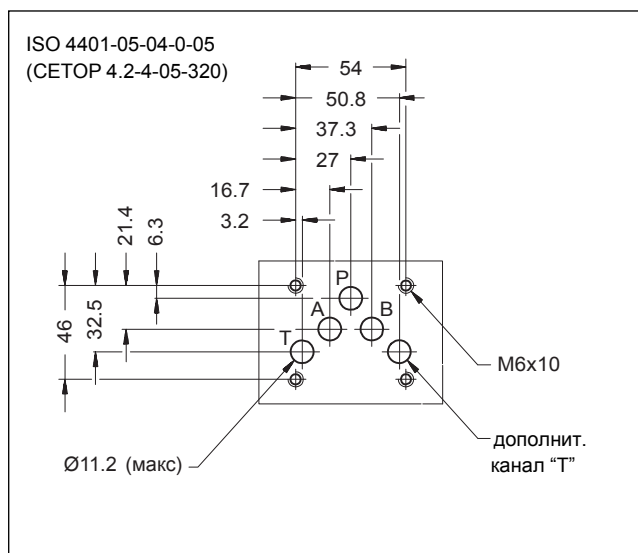 ISO 4401-05-04-0-05
(СЕТОР 4.2-4-05-320)
54
50.8
37.3
27
16.7
3.2
21.4
6.3
32.5
46
P
A
B
T
M6x10
Ø11.2 (макс)
дополнит.
канал “T”